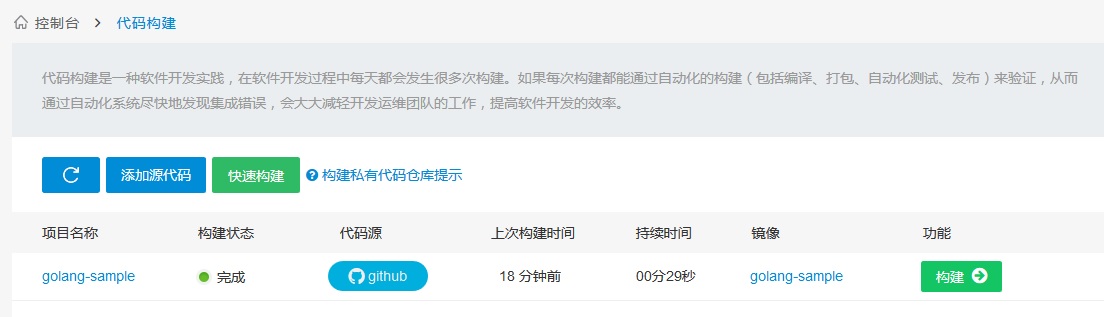 控制台 > 代码构建
代码构建是一种软件开发实践，在软件开发过程中每天都会发生很多次构建。如果每次构建都能通过自动化的构建（包括编译、打包、自动化测试、发布）来验证，从而
通过自动化系统尽快地发现集成错误，会大大减轻开发运维团队的工作，提高软件开发的效率。
添加源代码 快速构建 ? 构建私有代码仓库提示
项目名称 构建状态 代码源 上次构建时间 持续时间 镜像 功能
golang-sample 完成 github 18 分钟前 00分29秒 golang-sample 构建